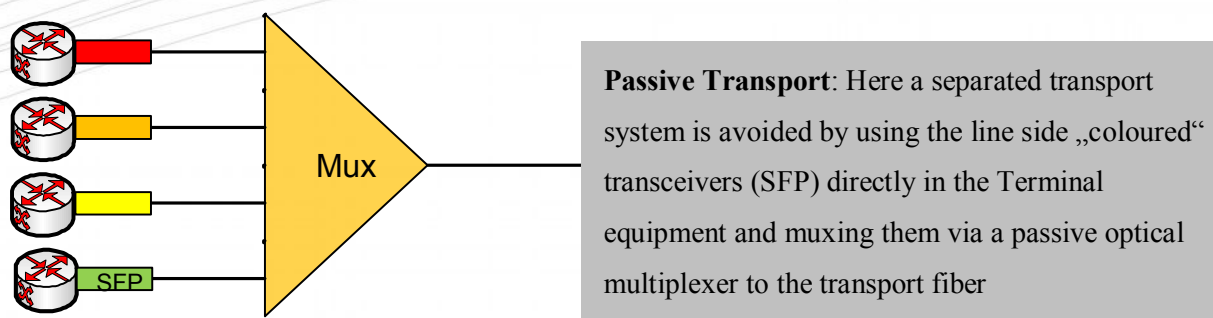 Mux
SFP
Passive Transport: Here a separated transport
system is avoided by using the line side „coloured“
transceivers (SFP) directly in the Terminal
equipment and muxing them via a passive optical
multiplexer to the transport fiber